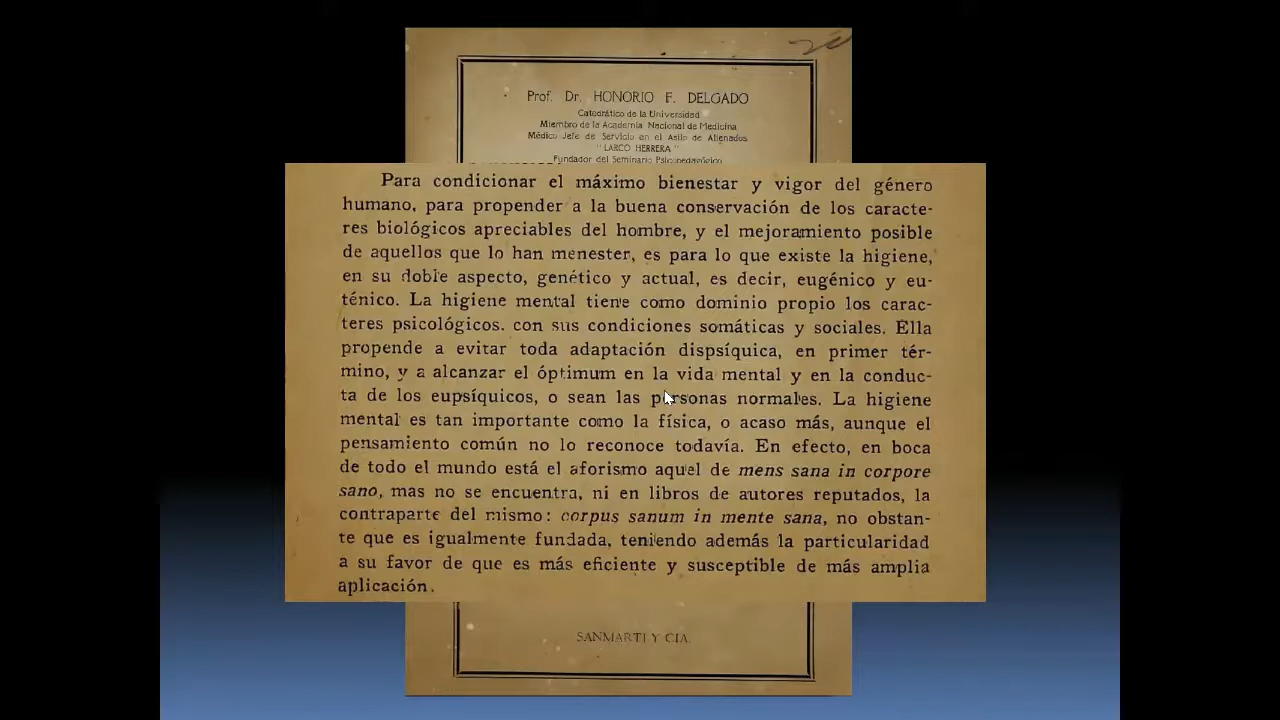 Prof. Dr. HONORIO F. DELGADO
Catedrático de la Universidad
Miembro de la Academia Nacional de Medicina
Médico Jefe de Servicio en el Asilo de Alienados
"LARCO HERRERA"
Fundador del Seminario Psicopedagógico
Para condicionar el máximo bienestar y vigor del género
humano, para propender a la buena conservación de los caracte-
res biológicos apreciables del hombre, y el mejoramiento posible
de aquellos que lo han menester, es para lo que existe la higiene,
en su doble aspecto, genético y actual, es decir, eugénico y eu-
ténico. La higiene mental tiene como dominio propio los carac-
teres psicológicos. con sus condiciones somáticas y sociales. Ella
propende a evitar toda adaptación dispsíquica, en primer tér-
mino, y a alcanzar el óptimum en la vida mental y en la conduc-
ta de los eupsíquicos, o sean las personas normales. La higiene
mental es tan importante como la física, o acaso más, aunque el
pensamiento común no lo reconoce todavía. En efecto, en boca
de todo el mundo está el aforismo aquel de mens sana in corpore
sano, mas no se encuentra, ni en libros de autores reputados, la
contraparte del mismo: corpus sanum in mente sana, no obstan-
te que es igualmente fundada, teniendo además la particularidad
a su favor de que es más eficiente y susceptible de más amplia
aplicación.
SANMARTI Y CIA.